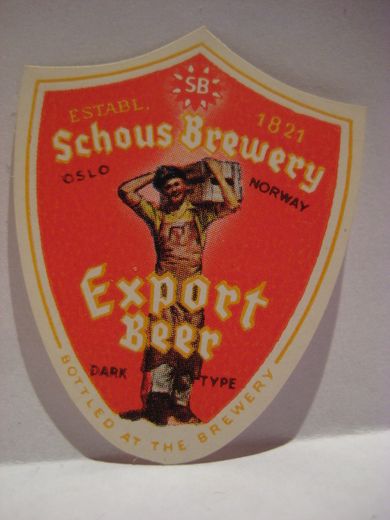 SB
ESTABL. 1821
Schous Brewery
OSLO NORWAY
Export
Beer
DARK TYPE
BOTTLED AT THE BREWERY